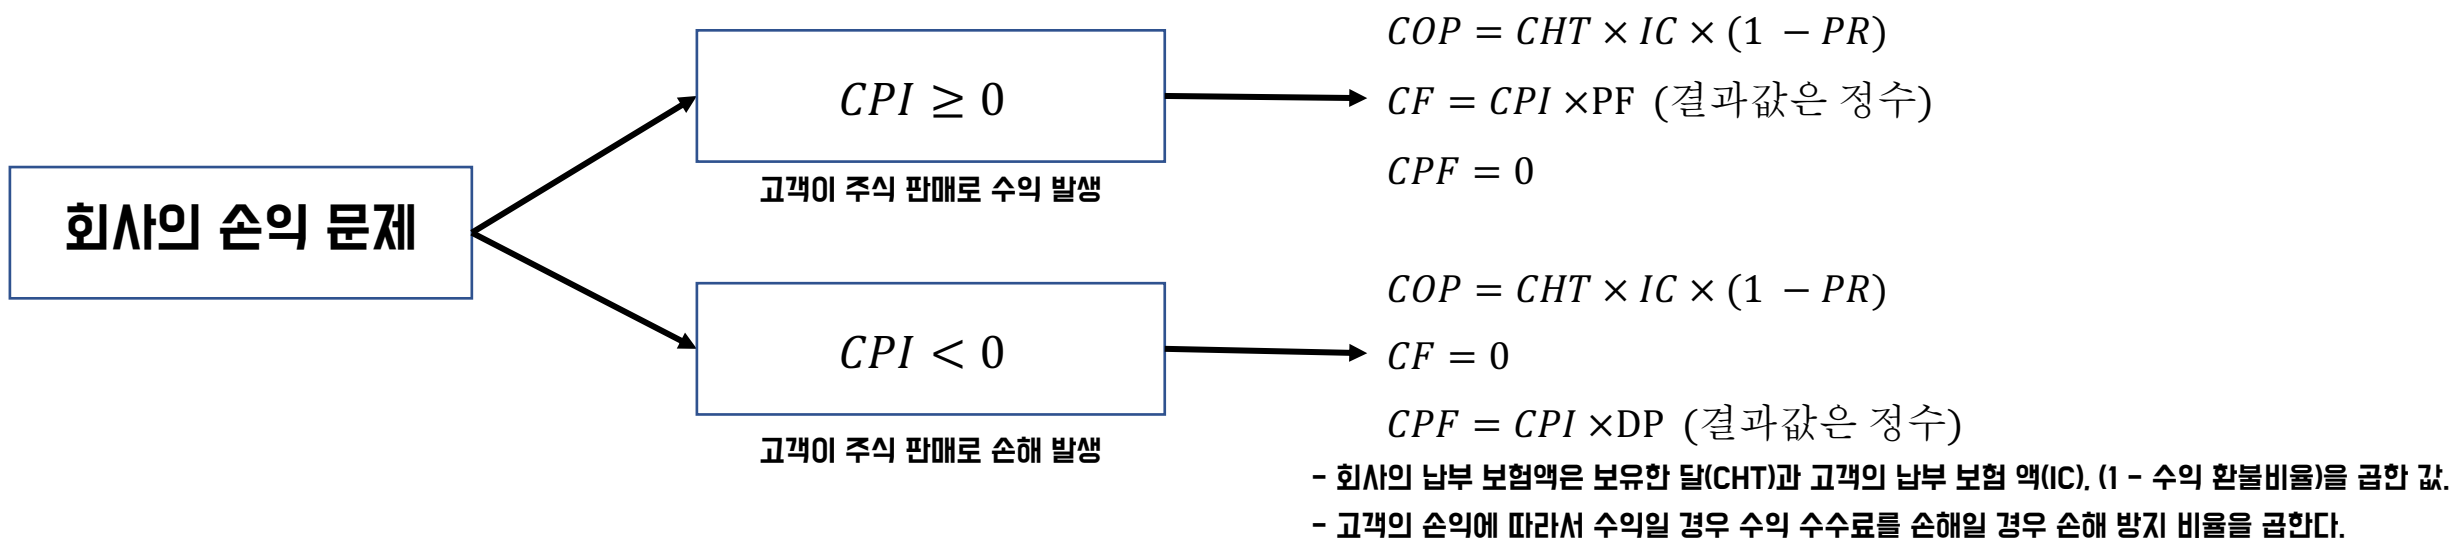 회사의 손익 문제
CPI ≥ 0
고객이 주식 판매로 수익 발생
COP = CHT × IC × (1 − PR)
CF = CPI ×PF (결과값은 정수)
CPF = 0
CPI < 0
고객이 주식 판매로 손해 발생
COP = CHT × IC × (1 − PR)
CF = 0
CPF = CPI ×DP (결과값은 정수)
- 회사의 납부 보험액은 보유한 달(CHT)과 고객의 납부 보험 액(IC), (1 - 수익 환불비율)을 곱한 값.
- 고객의 손익에 따라서 수익일 경우 수익 수수료를 손해일 경우 손해 방지 비율을 곱한다.